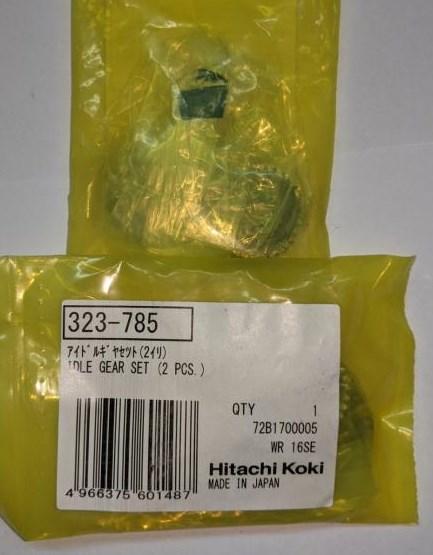 323-785
アイドルギヤセット(2イリ)
IDLE GEAR SET (2 PCS.)
QTY 1
72B1700005
WR 16SE
Hitachi Koki
MADE IN JAPAN
4 966375 601487